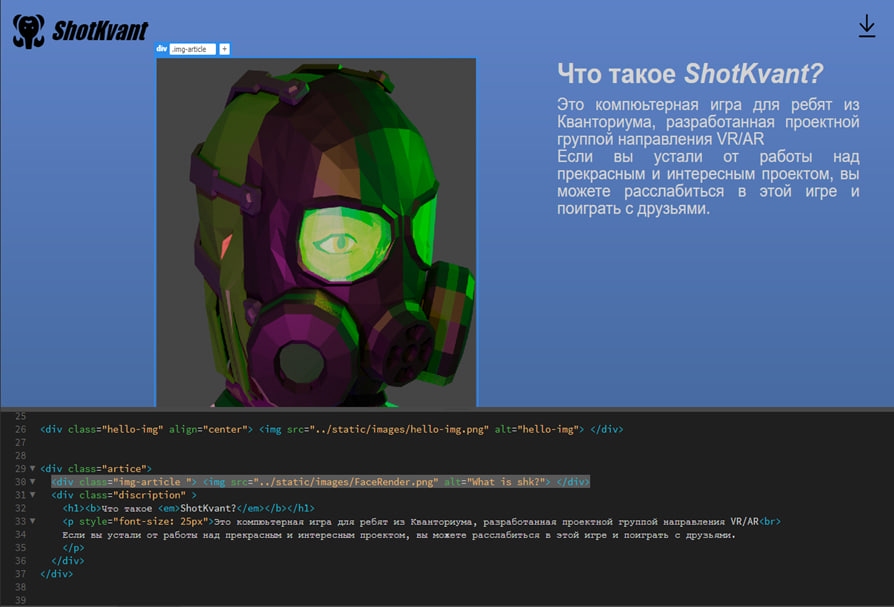 ShotKvant
div .img-article +
Что такое ShotKvant?
Это компьютерная игра для ребят из
Кванториума, разработанная проектной
группой направления VR/AR
Если вы устали от работы над
прекрасным и интересным проектом, вы
можете расслабиться в этой игре и
поиграть с друзьями.
25
26 <div class="hello-img" align="center"> <img src="../static/images/hello-img.png" alt="hello-img"> </div>
27
28
29 <div class="artice">
30 <div class="img-article "> <img src="../static/images/FaceRender.png" alt="What is shk?"> </div>
31 <div class="discription" >
32 <h1><b>Что такое <em>ShotKvant?</em></b></h1>
33 <p style="font-size: 25px">Это компьютерная игра для ребят из Кванториума, разработанная проектной группой направления VR/AR<br>
34 Если вы устали от работы над прекрасным и интересным проектом, вы можете расслабиться в этой игре и поиграть с друзьями.
35 </p>
36 </div>
37 </div>
38
39